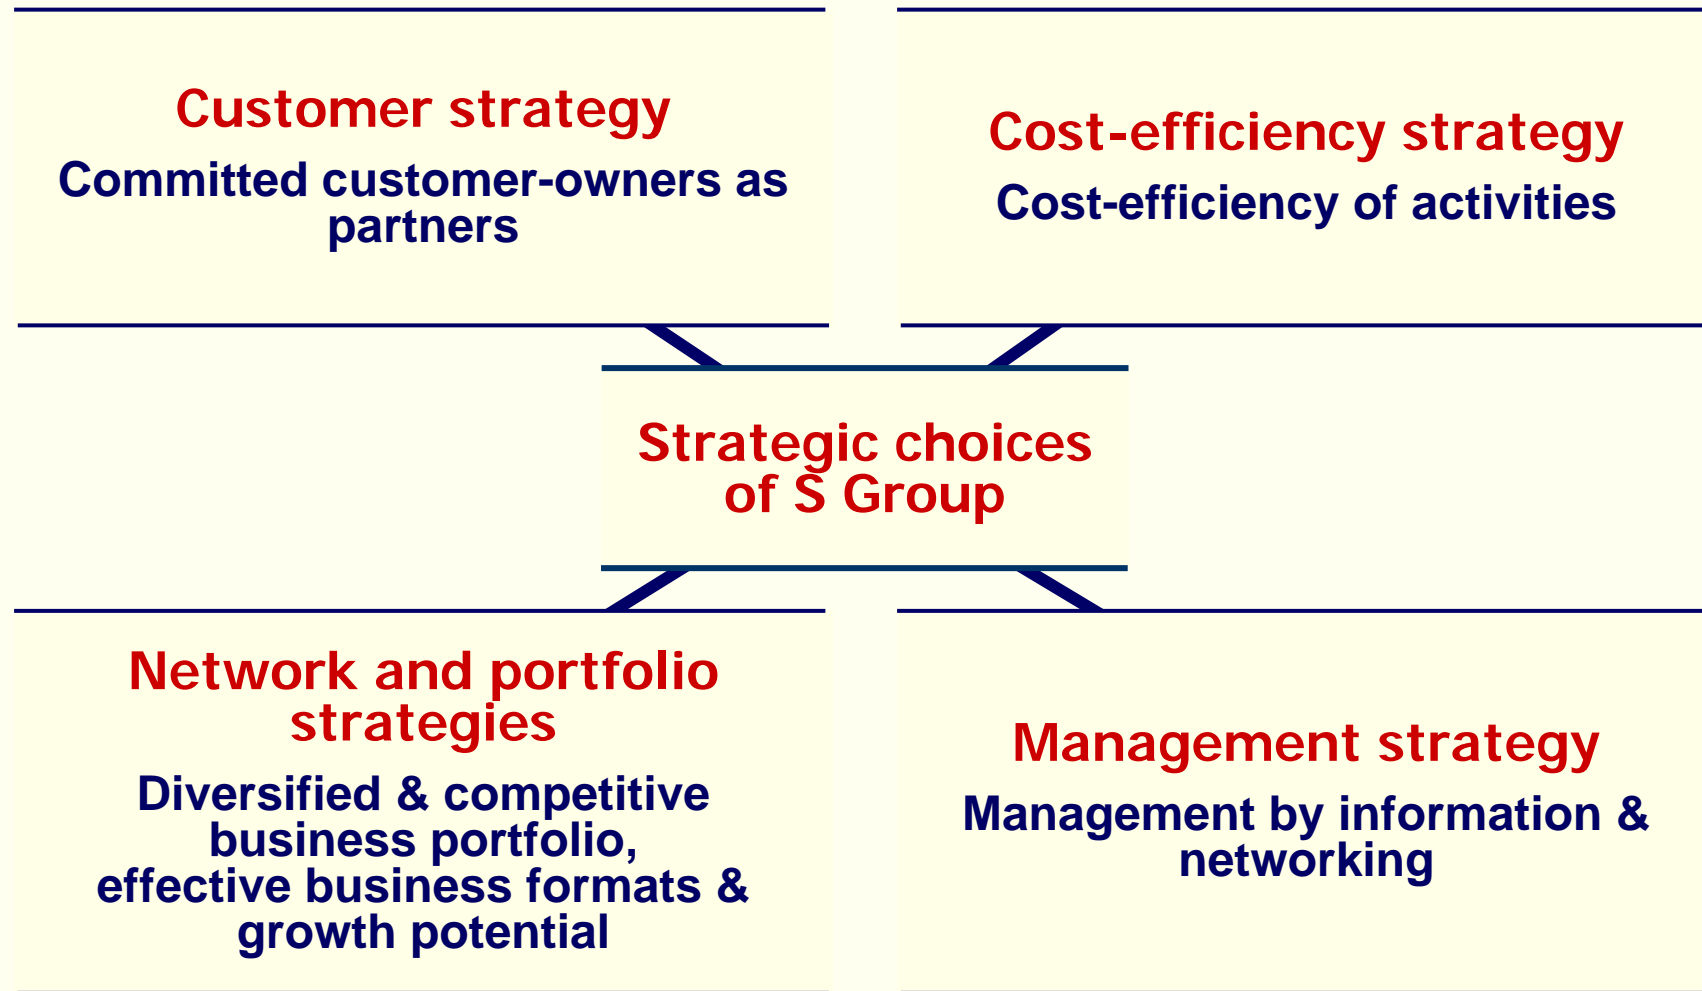 Customer strategy
Committed customer-owners as
partners
Cost-efficiency strategy
Cost-efficiency of activities
Strategic choices
of S Group
Network and portfolio
strategies
Diversified & competitive
business portfolio,
effective business formats &
growth potential
Management strategy
Management by information &
networking